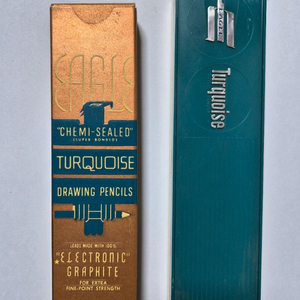 EAGLE
"CHEMI-SEALED"
(SUPER BONDED)
TURQUOISE
DRAWING PENCILS
LEADS MADE WITH 100%
"ELECTRONIC"
GRAPHITE
FOR EXTRA
FINE-POINT STRENGTH
EAGLE
Turquoise